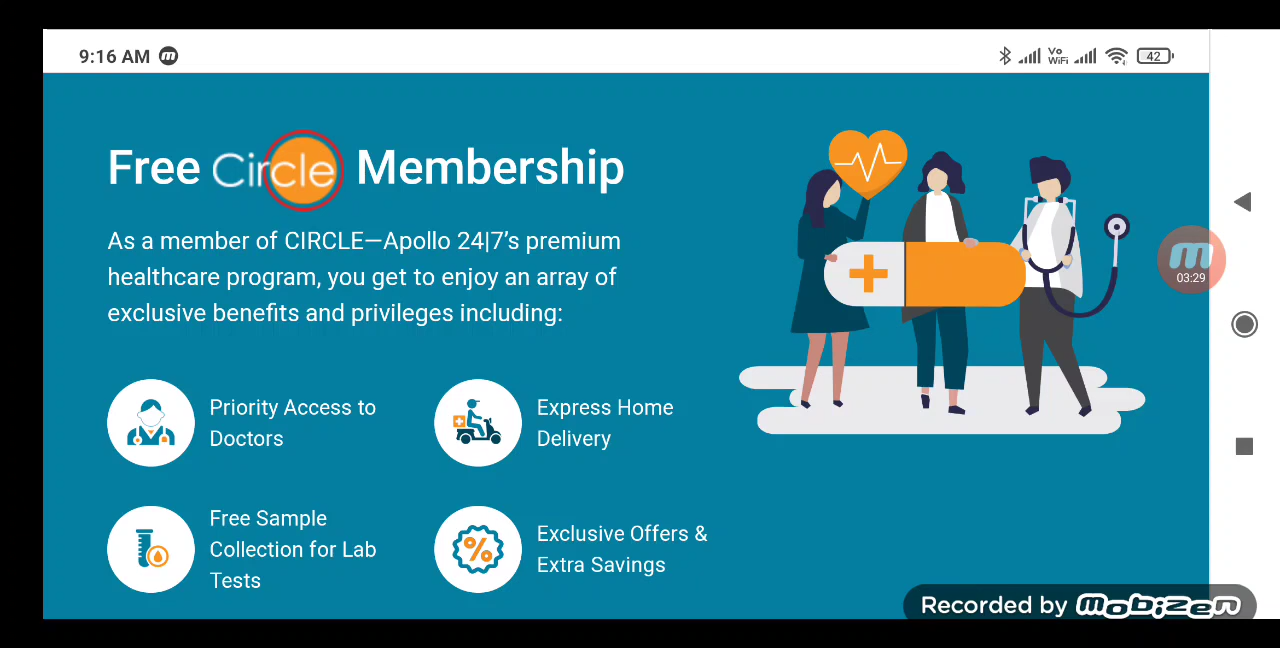 9:16 AM
Vo
WiFi
42
Free Circle Membership
As a member of CIRCLE—Apollo 24|7’s premium
healthcare program, you get to enjoy an array of
exclusive benefits and privileges including:
Priority Access to
Doctors
Express Home
Delivery
Free Sample
Collection for Lab
Tests
Exclusive Offers &
Extra Savings
03:29
Recorded by Mobizen